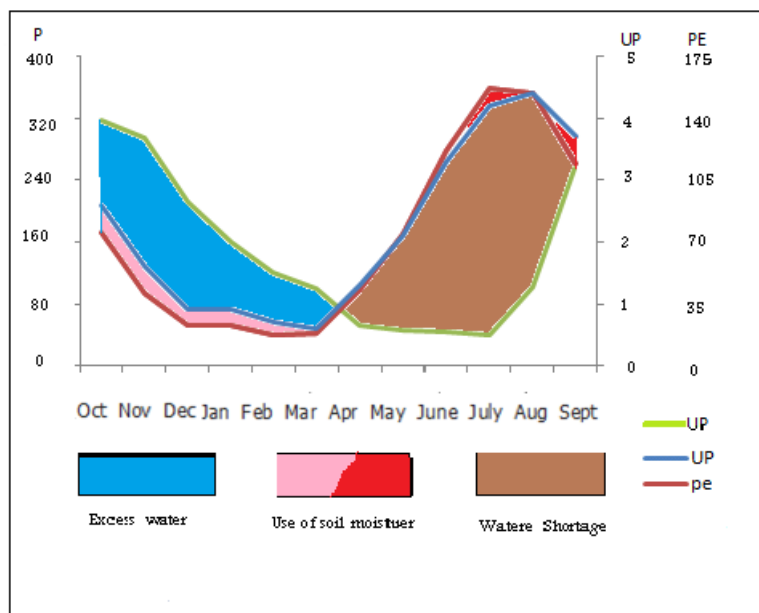 P UP PE
400 5 175
320 4 140
240 3 105
160 2 70
80 1 35
0 0 0
Oct Nov Dec Jan Feb Mar Apr May June July Aug Sept
UP
UP
pe
Excess water Use of soil moistuer Watere Shortage